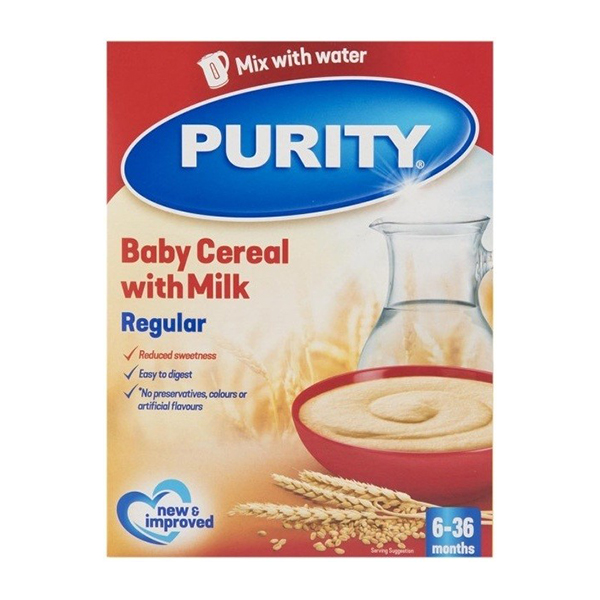 Mix with water
PURITY®
Baby Cereal
with Milk
Regular
Reduced sweetness
Easy to digest
*No preservatives, colours or
artificial flavours
new &
improved
Serving Suggestion
6-36
months